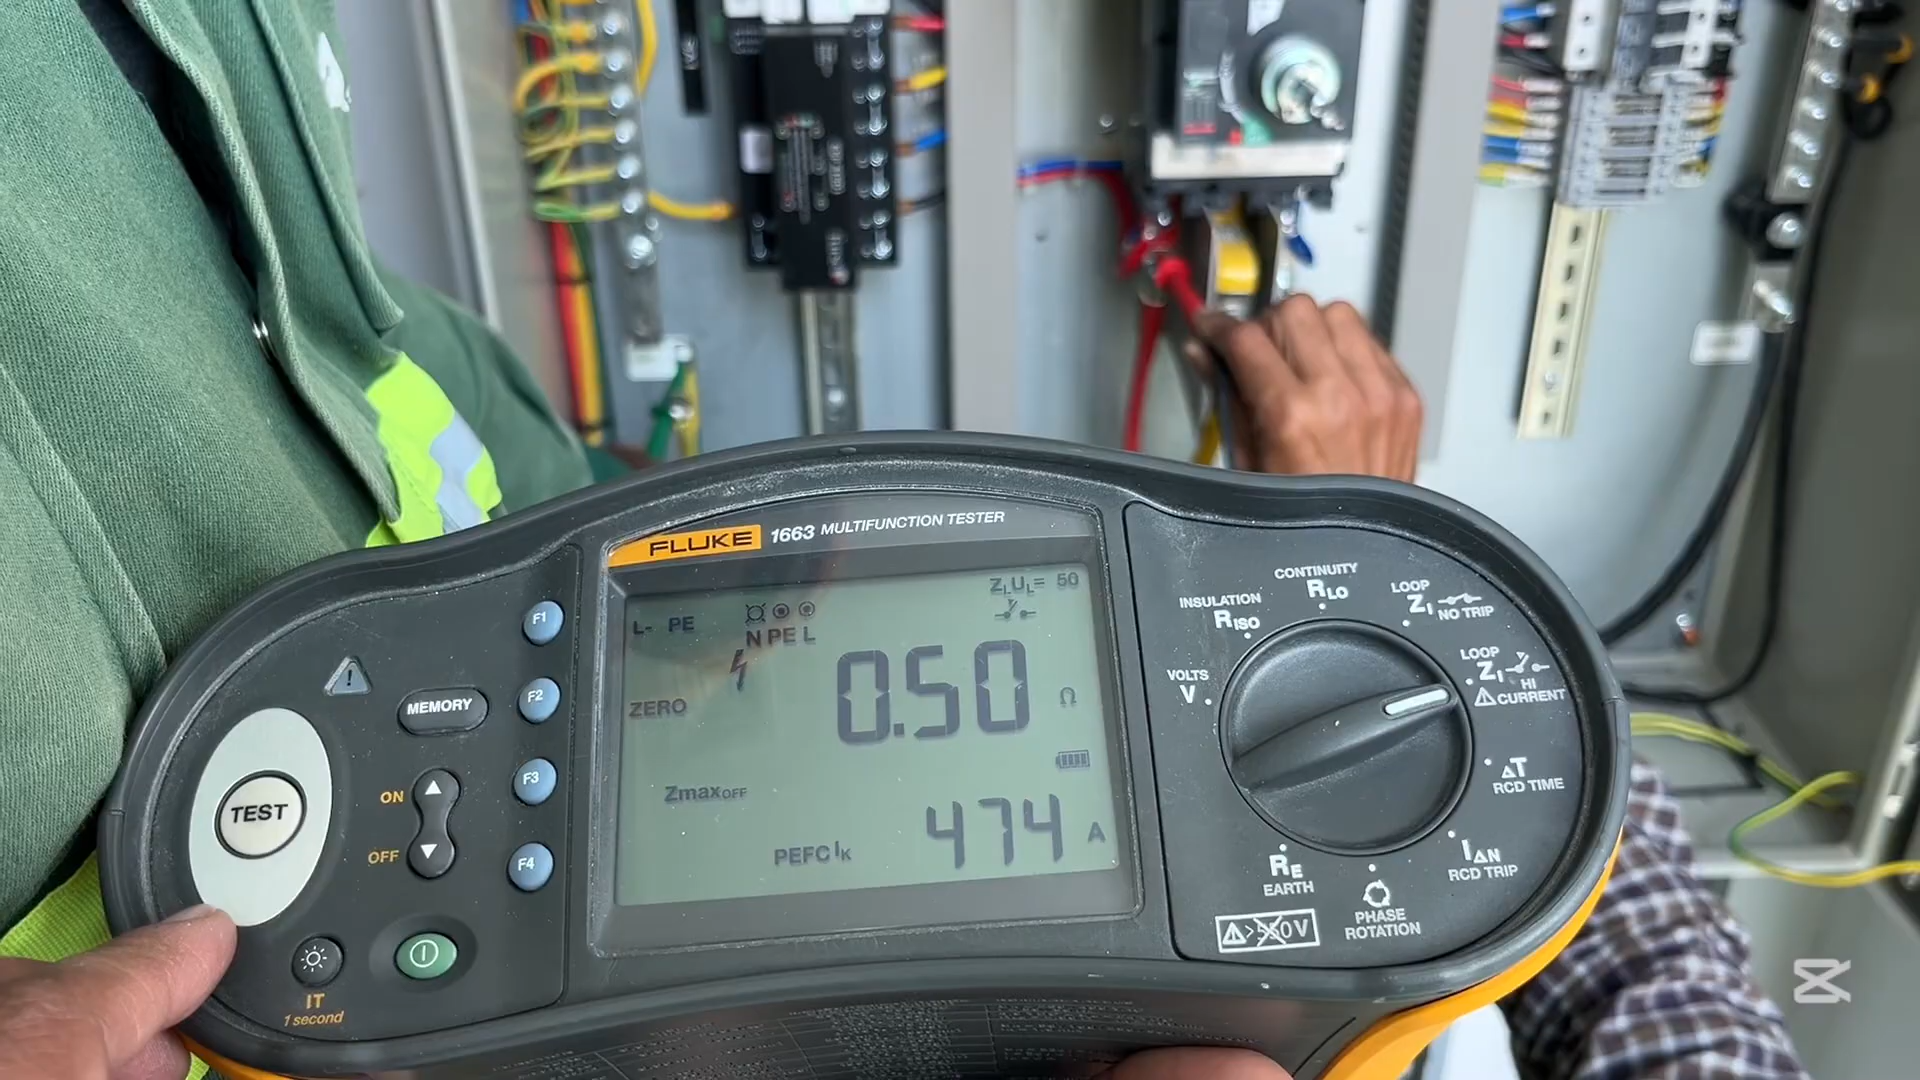 FLUKE 1663 MULTIFUNCTION TESTER
ZLUL= 50
L- PE
N PE L
ZERO
0.50 Ω
Zmax OFF
PEFC IK 474 A
F1
F2
F3
F4
MEMORY
TEST
ON
OFF
IT
1 second
VOLTS
V
INSULATION
RISO
CONTINUITY
RLO
LOOP
ZI NO TRIP
LOOP
ZI HI
CURRENT
ΔT
RCD TIME
IΔN
RCD TRIP
PHASE
ROTATION
RE
EARTH
>550V